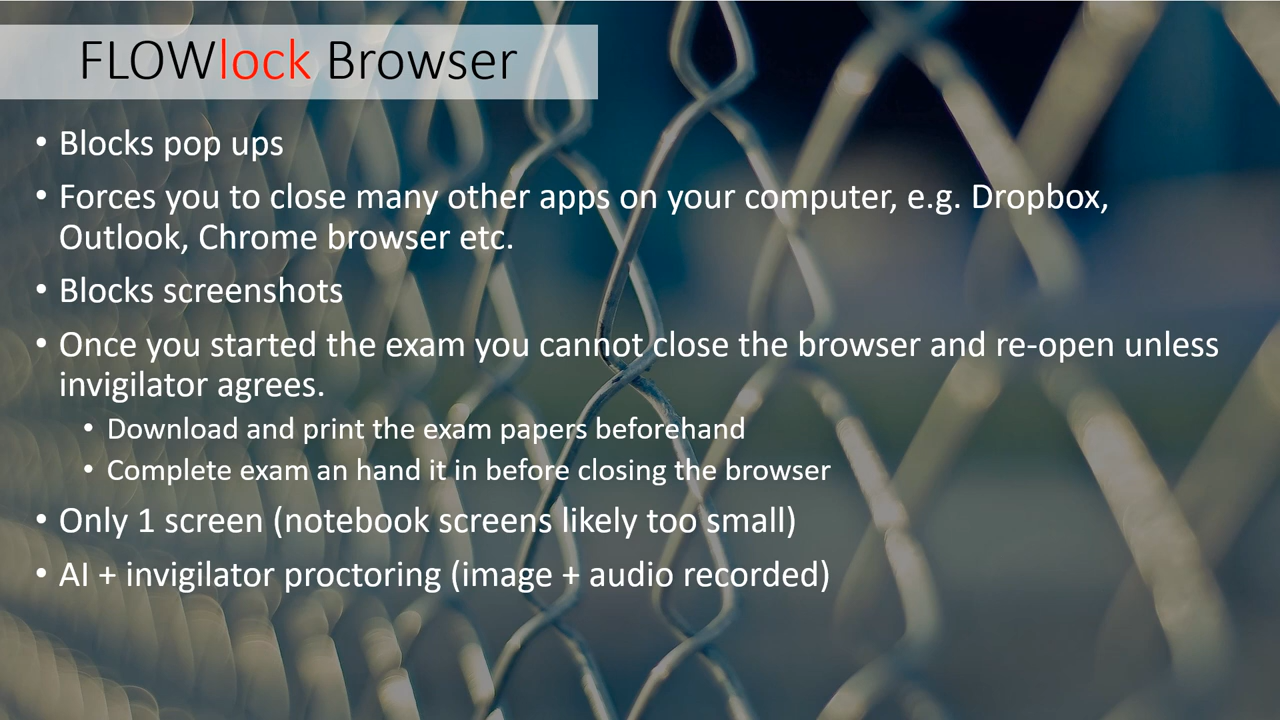 FLOWlock Browser
• Blocks pop ups
• Forces you to close many other apps on your computer, e.g. Dropbox,
Outlook, Chrome browser etc.
• Blocks screenshots
• Once you started the exam you cannot close the browser and re-open unless
invigilator agrees.
• Download and print the exam papers beforehand
• Complete exam an hand it in before closing the browser
• Only 1 screen (notebook screens likely too small)
• AI + invigilator proctoring (image + audio recorded)